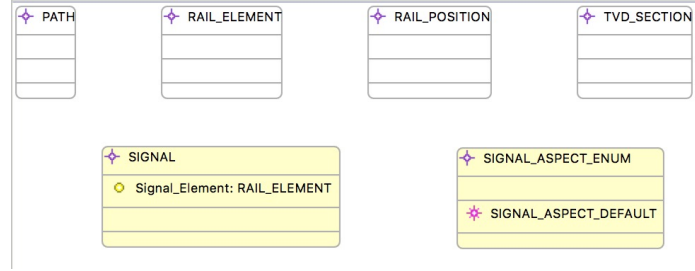 PATH
RAIL_ELEMENT
RAIL_POSITION
TVD_SECTION
SIGNAL
Signal_Element: RAIL_ELEMENT
SIGNAL_ASPECT_ENUM
SIGNAL_ASPECT_DEFAULT